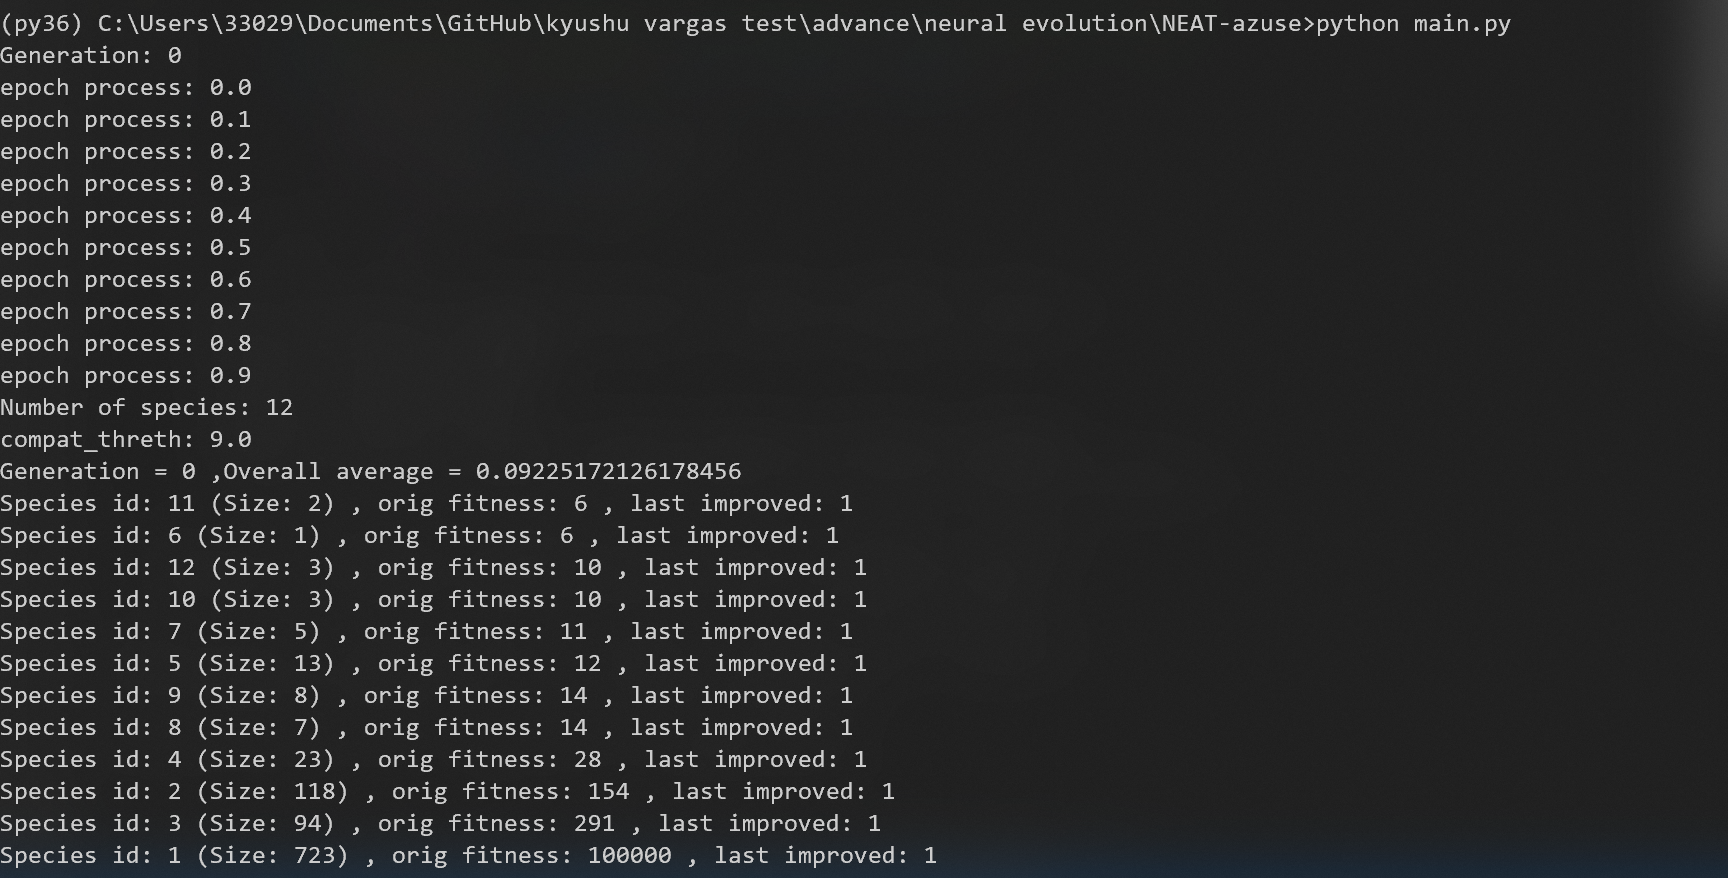 (py36) C:\Users\33029\Documents\GitHub\kyushu vargas test\advance\neural evolution\NEAT-azuse>python main.py
Generation: 0
epoch process: 0.0
epoch process: 0.1
epoch process: 0.2
epoch process: 0.3
epoch process: 0.4
epoch process: 0.5
epoch process: 0.6
epoch process: 0.7
epoch process: 0.8
epoch process: 0.9
Number of species: 12
compat_threth: 9.0
Generation = 0 ,Overall average = 0.09225172126178456
Species id: 11 (Size: 2) , orig fitness: 6 , last improved: 1
Species id: 6 (Size: 1) , orig fitness: 6 , last improved: 1
Species id: 12 (Size: 3) , orig fitness: 10 , last improved: 1
Species id: 10 (Size: 3) , orig fitness: 10 , last improved: 1
Species id: 7 (Size: 5) , orig fitness: 11 , last improved: 1
Species id: 5 (Size: 13) , orig fitness: 12 , last improved: 1
Species id: 9 (Size: 8) , orig fitness: 14 , last improved: 1
Species id: 8 (Size: 7) , orig fitness: 14 , last improved: 1
Species id: 4 (Size: 23) , orig fitness: 28 , last improved: 1
Species id: 2 (Size: 118) , orig fitness: 154 , last improved: 1
Species id: 3 (Size: 94) , orig fitness: 291 , last improved: 1
Species id: 1 (Size: 723) , orig fitness: 100000 , last improved: 1